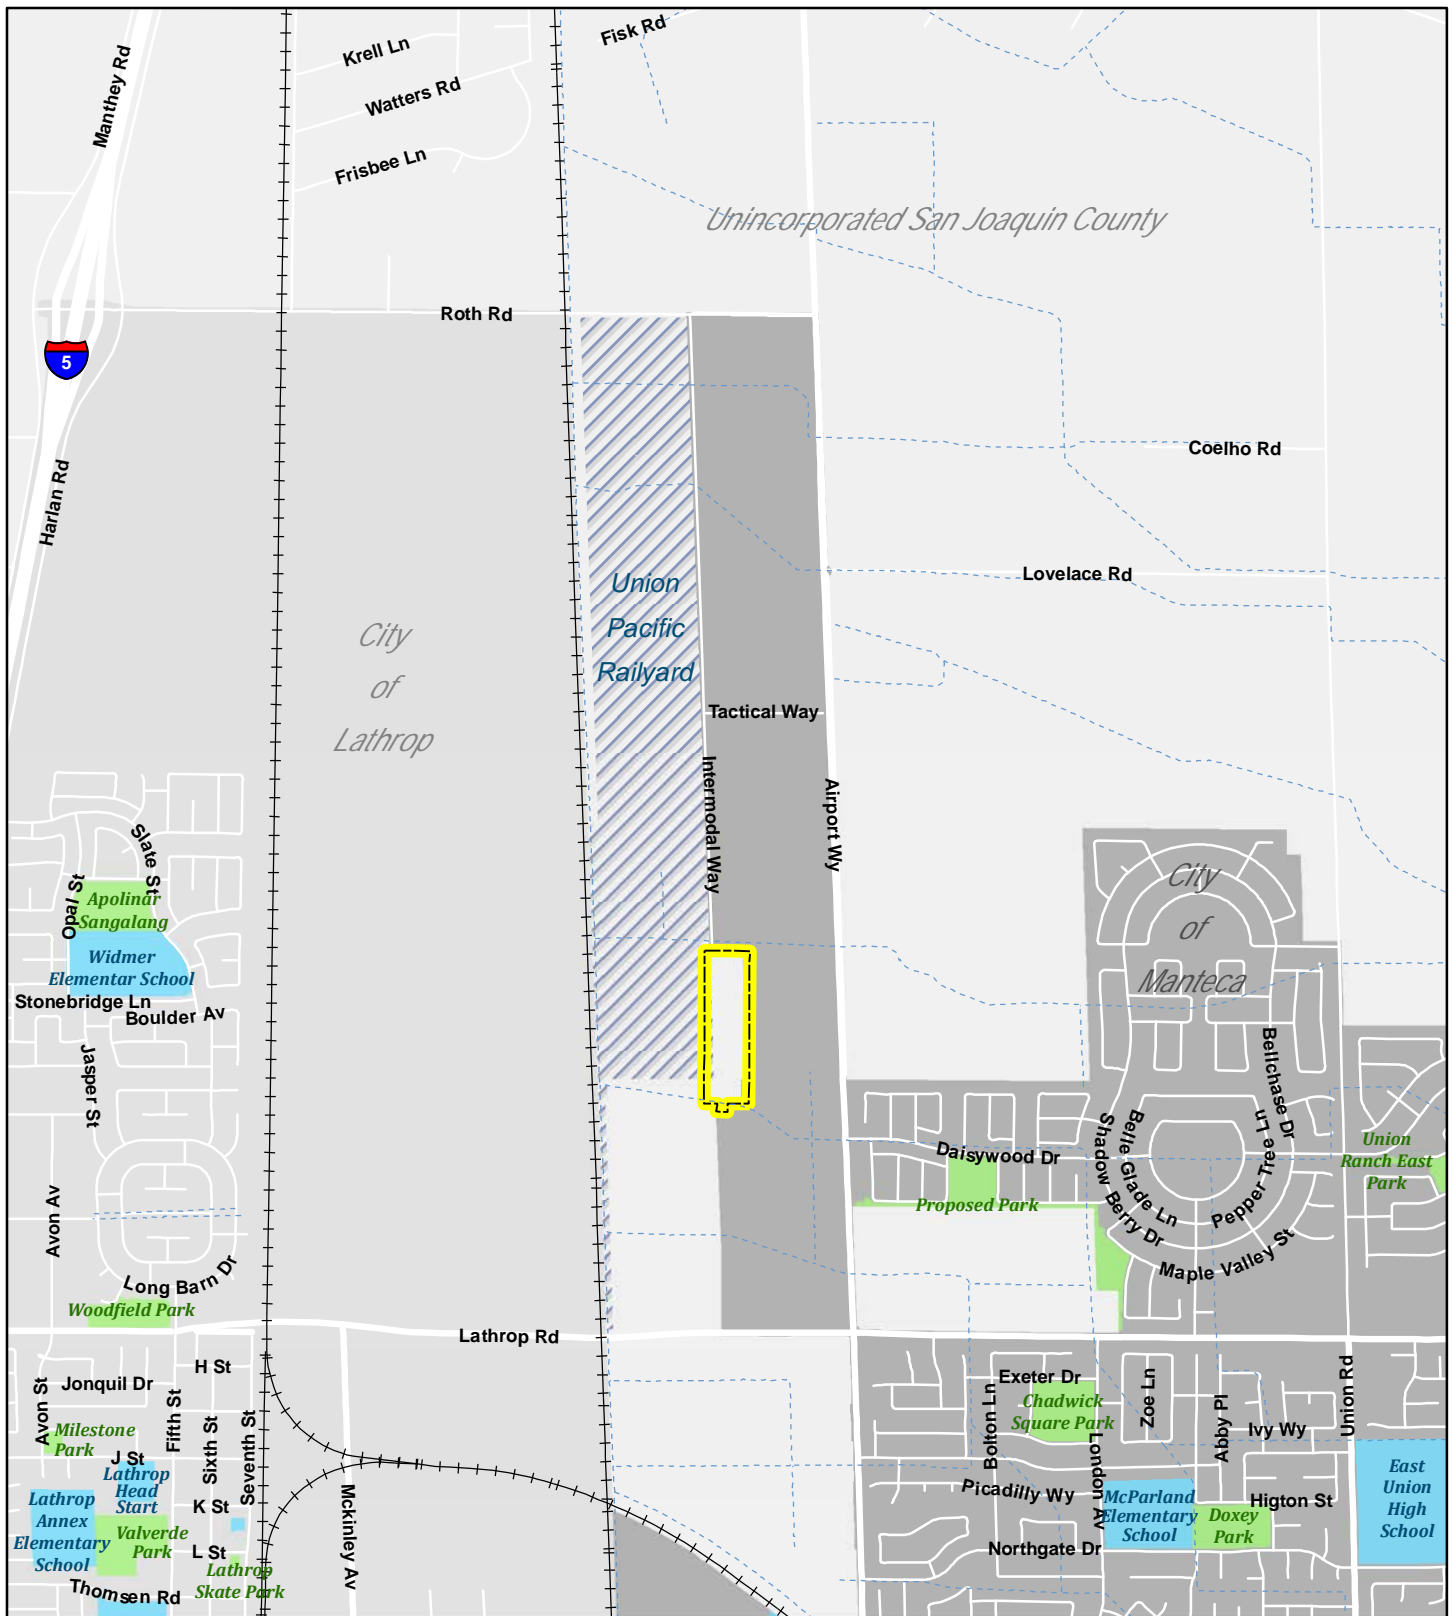 Fisk Rd
Krell Ln
Manthey Rd
Watters Rd
Frisbee Ln
Unincorporated San Joaquin County
Roth Rd
5
Coelho Rd
Harlan Rd
Lovelace Rd
Union
Pacific
Railyard
City
of
Lathrop
Tactical Way
Intermodal Way
Airport Wy
Slate St
Opal St
Apolinar
Sangalang
Widmer
Elementar School
Stonebridge Ln
Boulder Av
Jasper St
City
of
Manteca
Bellchase Dr
Pepper Tree Ln
Belle Glade Ln
Shadow Berry Dr
Maple Valley St
Daisywood Dr
Proposed Park
Union
Ranch East
Park
Avon Av
Long Barn Dr
Woodfield Park
Lathrop Rd
H St
Jonquil Dr
Avon St
Fifth St
Sixth St
Seventh St
Milestone
Park
J St
Lathrop
Head
Start
K St
Lathrop
Annex
Elementary
School
Valverde
Park
L St
Lathrop
Skate Park
Thomsen Rd
Mckinley Av
Exeter Dr
Chadwick
Square Park
Bolton Ln
Zoe Ln
London Av
Abby Pl
Ivy Wy
Union Rd
Picadilly Wy
McParland
Elementary
School
Higton St
Doxey
Park
Northgate Dr
East
Union
High
School